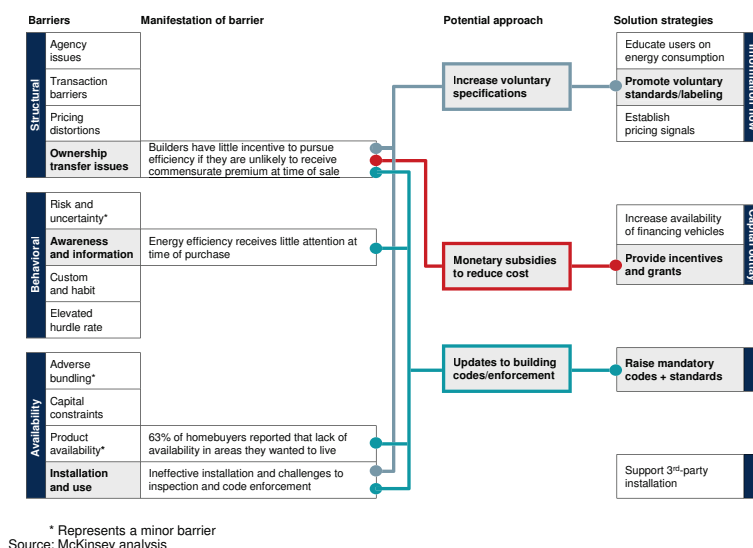 Barriers
Manifestation of barrier
Potential approach
Solution strategies
Structural
Agency
issues
Transaction
barriers
Pricing
distortions
Ownership
transfer issues
Builders have little incentive to pursue
efficiency if they are unlikely to receive
commensurate premium at time of sale
Behavioral
Risk and
uncertainty*
Awareness
and information
Energy efficiency receives little attention at
time of purchase
Custom
and habit
Elevated
hurdle rate
Availability
Adverse
bundling*
Capital
constraints
Product
availability*
63% of homebuyers reported that lack of
availability in areas they wanted to live
Installation
and use
Ineffective installation and challenges to
inspection and code enforcement
Increase voluntary
specifications
Monetary subsidies
to reduce cost
Updates to building
codes/enforcement
Educate users on
energy consumption
Promote voluntary
standards/labeling
Establish
pricing signals
Information flow
Increase availability
of financing vehicles
Provide incentives
and grants
Capital outlay
Raise mandatory
codes + standards
Support 3rd-party
installation
* Represents a minor barrier
Source: McKinsey analysis